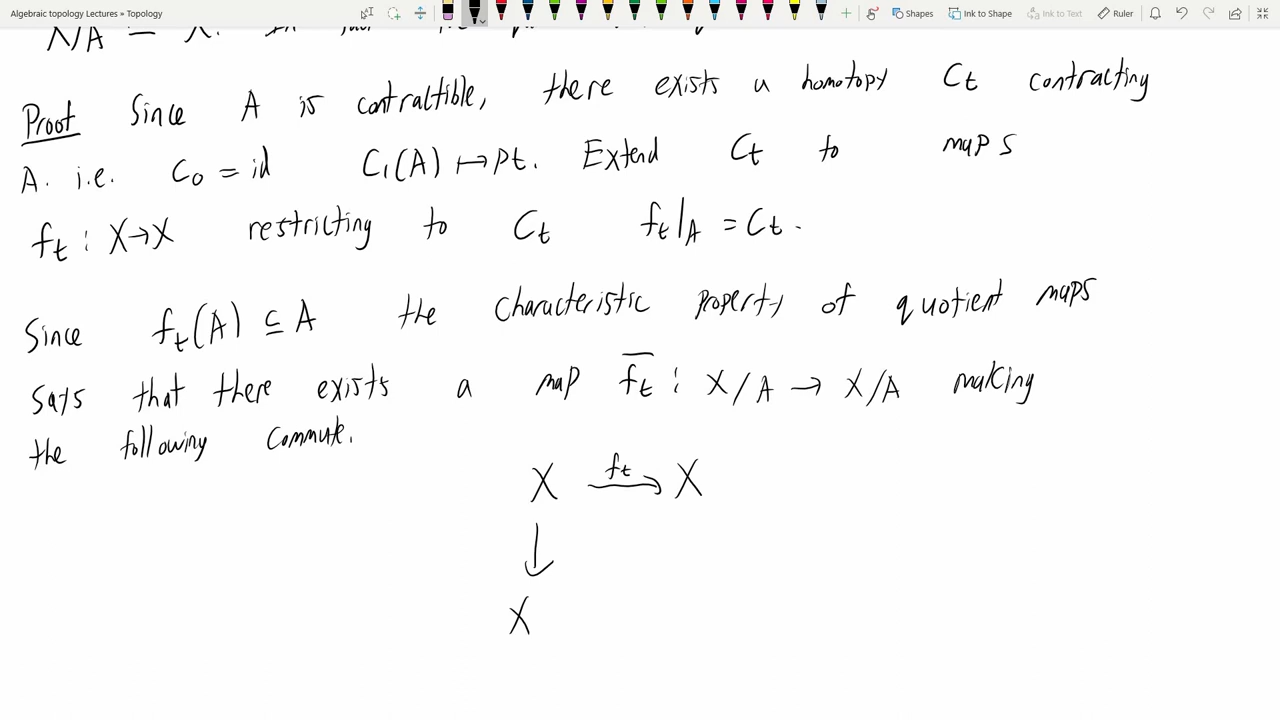 Algebraic topology Lectures » Topology
Shapes Ink to Shape Ink to Text Ruler
X/A ≃ X.
Proof Since A is contractible, there exists a homotopy Ct contracting
A. i.e. C₀ = id C₁(A) ↦ pt. Extend Ct to maps
ft : X→X restricting to Ct ft|A = Ct.
Since ft(A) ⊆ A the characteristic property of quotient maps
says that there exists a map f̅t : X/A → X/A making
the following commute.
X ft→ X
↓
X